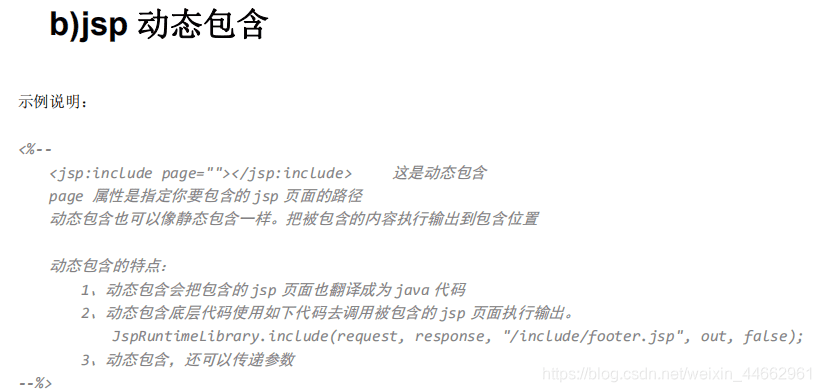 b)jsp 动态包含
示例说明：
<%--
<jsp:include page=""></jsp:include> 这是动态包含
page 属性是指定你要包含的 jsp 页面的路径
动态包含也可以像静态包含一样。把被包含的内容执行输出到包含位置
动态包含的特点：
1、动态包含会把包含的 jsp 页面也翻译成为 java 代码
2、动态包含底层代码使用如下代码去调用被包含的 jsp 页面执行输出。
JspRuntimeLibrary.include(request, response, "/include/footer.jsp", out, false);
3、动态包含，还可以传递参数
--%>
https://blog.csdn.net/weixin_44662961